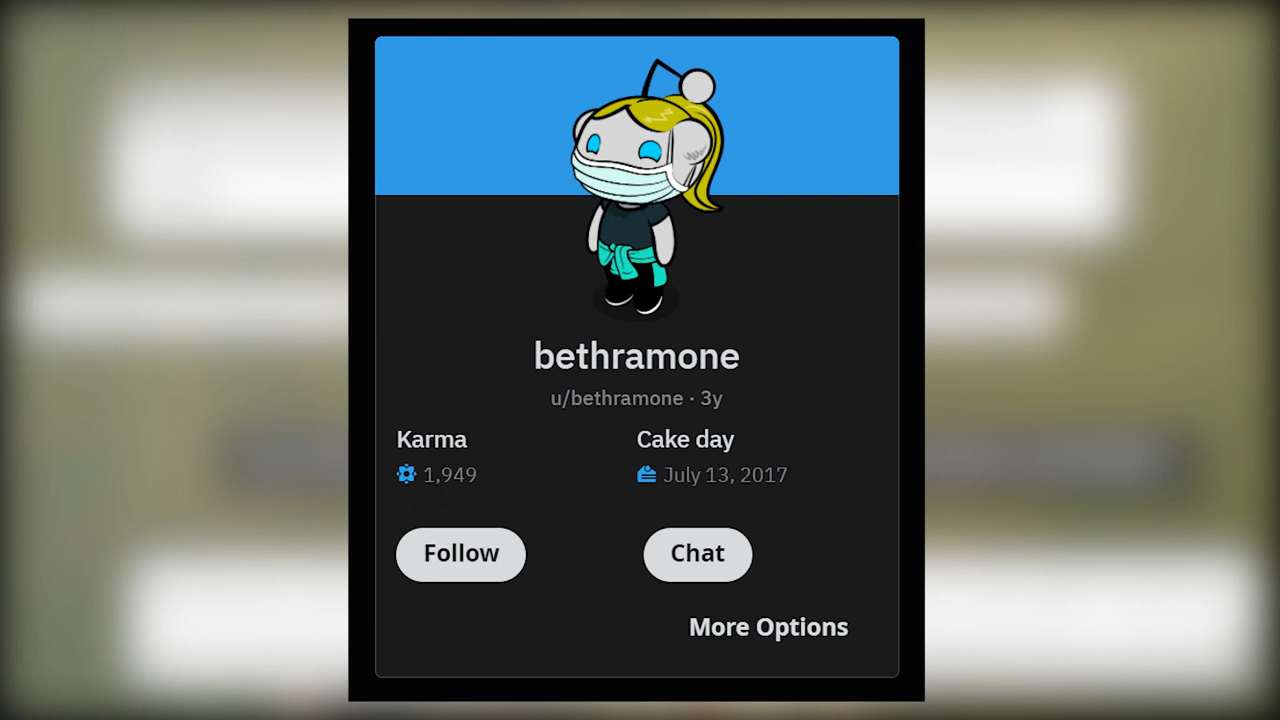 bethramone
u/bethramone · 3y
Karma
Cake day
1,949
July 13, 2017
Follow
Chat
More Options